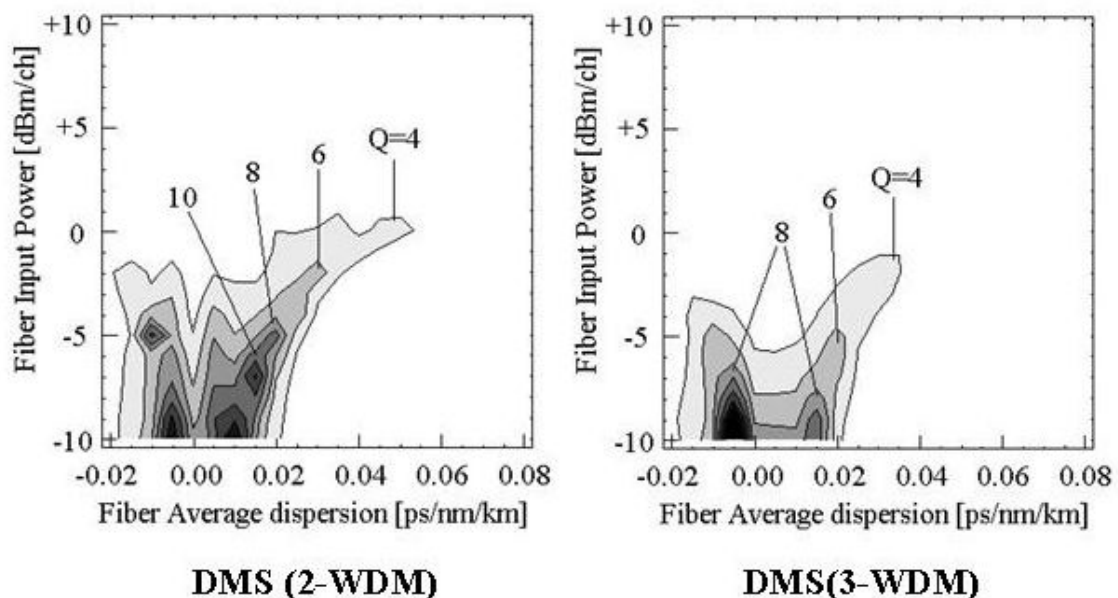 +10
+5
0
-5
-10
Fiber Input Power [dBm/ch]
10
8
6
Q=4
-0.02 0.00 0.02 0.04 0.06 0.08
Fiber Average dispersion [ps/nm/km]
DMS (2-WDM)
+10
+5
0
-5
-10
Fiber Input Power [dBm/ch]
8
6
Q=4
-0.02 0.00 0.02 0.04 0.06 0.08
Fiber Average dispersion [ps/nm/km]
DMS(3-WDM)